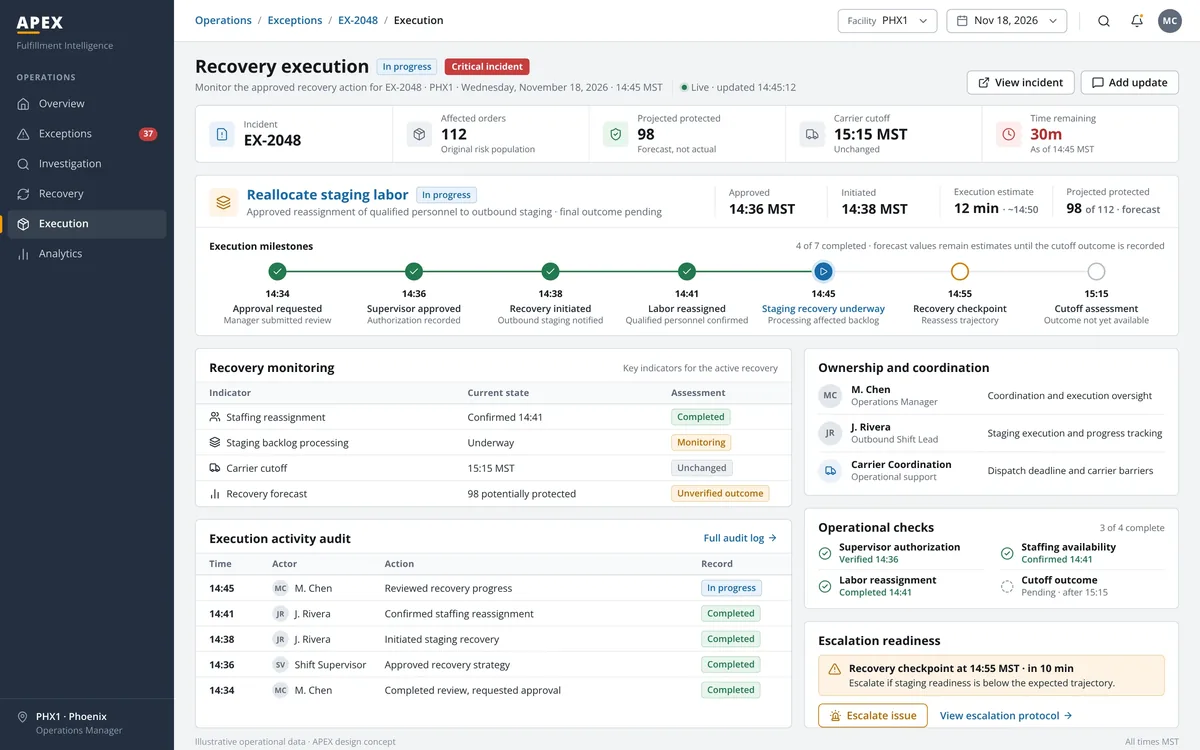 APEX
Fulfillment Intelligence
OPERATIONS
Overview
Exceptions 37
Investigation
Recovery
Execution
Analytics
PHX1 · Phoenix
Operations Manager
Operations / Exceptions / EX-2048 / Execution
Facility PHX1
Nov 18, 2026
MC
Recovery execution In progress Critical incident
Monitor the approved recovery action for EX-2048 · PHX1 · Wednesday, November 18, 2026 · 14:45 MST Live · updated 14:45:12
View incident
Add update
Incident
EX-2048
Affected orders
112
Original risk population
Projected protected
98
Forecast, not actual
Carrier cutoff
15:15 MST
Unchanged
Time remaining
30m
As of 14:45 MST
Reallocate staging labor In progress
Approved reassignment of qualified personnel to outbound staging · final outcome pending
Approved
14:36 MST
Initiated
14:38 MST
Execution estimate
12 min · ~14:50
Projected protected
98 of 112 · forecast
Execution milestones
4 of 7 completed · forecast values remain estimates until the cutoff outcome is recorded
14:34
Approval requested
Manager submitted review
14:36
Supervisor approved
Authorization recorded
14:38
Recovery initiated
Outbound staging notified
14:41
Labor reassigned
Qualified personnel confirmed
14:45
Staging recovery underway
Processing affected backlog
14:55
Recovery checkpoint
Reassess trajectory
15:15
Cutoff assessment
Outcome not yet available
Recovery monitoring
Key indicators for the active recovery
Indicator Current state Assessment
Staffing reassignment Confirmed 14:41 Completed
Staging backlog processing Underway Monitoring
Carrier cutoff 15:15 MST Unchanged
Recovery forecast 98 potentially protected Unverified outcome
Execution activity audit
Full audit log →
Time Actor Action Record
14:45 MC M. Chen Reviewed recovery progress In progress
14:41 JR J. Rivera Confirmed staffing reassignment Completed
14:38 JR J. Rivera Initiated staging recovery Completed
14:36 SV Shift Supervisor Approved recovery strategy Completed
14:34 MC M. Chen Completed review, requested approval Completed
Ownership and coordination
MC
M. Chen
Operations Manager
Coordination and execution oversight
JR
J. Rivera
Outbound Shift Lead
Staging execution and progress tracking
Carrier Coordination
Operational support
Dispatch deadline and carrier barriers
Operational checks
3 of 4 complete
Supervisor authorization
Verified 14:36
Staffing availability
Confirmed 14:41
Labor reassignment
Completed 14:41
Cutoff outcome
Pending · after 15:15
Escalation readiness
Recovery checkpoint at 14:55 MST · in 10 min
Escalate if staging readiness is below the expected trajectory.
Escalate issue
View escalation protocol →
Illustrative operational data · APEX design concept
All times MST